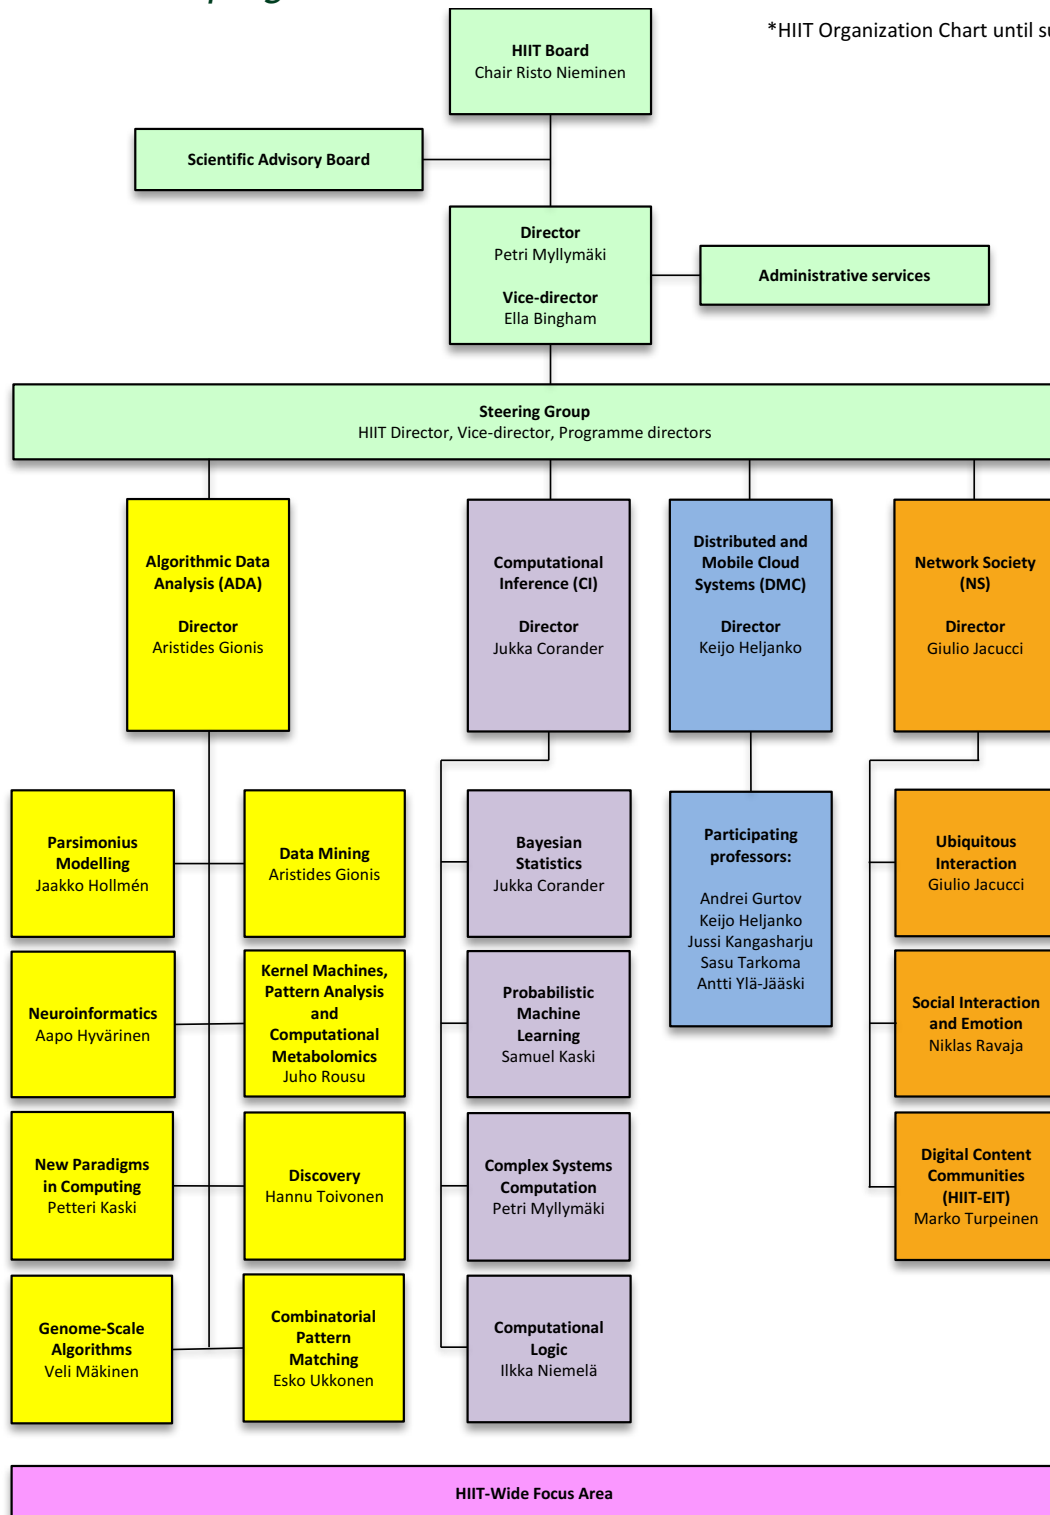 *HIIT Organization Chart until
HIIT Board
Chair Risto Nieminen
Scientific Advisory Board
Director
Petri Myllymäki
Vice-director
Ella Bingham
Administrative services
Steering Group
HIIT Director, Vice-director, Programme directors
Algorithmic Data
Analysis (ADA)
Director
Aristides Gionis
Computational
Inference (CI)
Director
Jukka Corander
Distributed and
Mobile Cloud
Systems (DMC)
Director
Keijo Heljanko
Network Society
(NS)
Director
Giulio Jacucci
Parsimonius
Modelling
Jaakko Hollmén
Data Mining
Aristides Gionis
Neuroinformatics
Aapo Hyvärinen
Kernel Machines,
Pattern Analysis
and
Computational
Metabolomics
Juho Rousu
New Paradigms
in Computing
Petteri Kaski
Discovery
Hannu Toivonen
Genome-Scale
Algorithms
Veli Mäkinen
Combinatorial
Pattern
Matching
Esko Ukkonen
Bayesian
Statistics
Jukka Corander
Probabilistic
Machine
Learning
Samuel Kaski
Complex Systems
Computation
Petri Myllymäki
Computational
Logic
Ilkka Niemelä
Participating
professors:
Andrei Gurtov
Keijo Heljanko
Jussi Kangasharju
Sasu Tarkoma
Antti Ylä-Jääski
Ubiquitous
Interaction
Giulio Jacucci
Social Interaction
and Emotion
Niklas Ravaja
Digital Content
Communities
(HIIT-EIT)
Marko Turpeinen
HIIT-Wide Focus Area